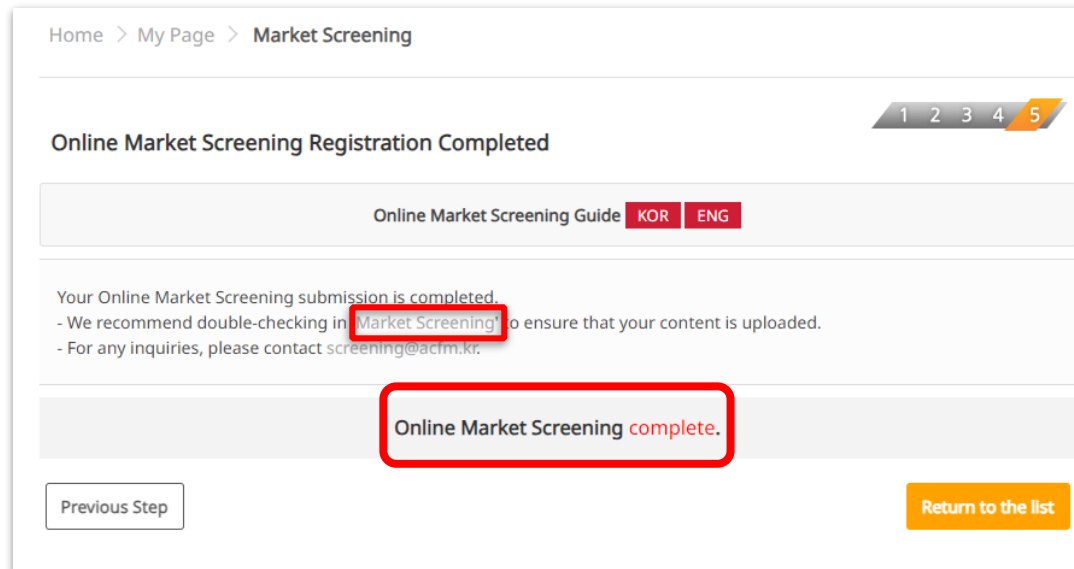 Home > My Page > Market Screening
1 2 3 4 5
Online Market Screening Registration Completed
Online Market Screening Guide KOR ENG
Your Online Market Screening submission is completed.
- We recommend double-checking in 'Market Screening' to ensure that your content is uploaded.
- For any inquiries, please contact screening@acfm.kr.
Online Market Screening complete.
Previous Step
Return to the list